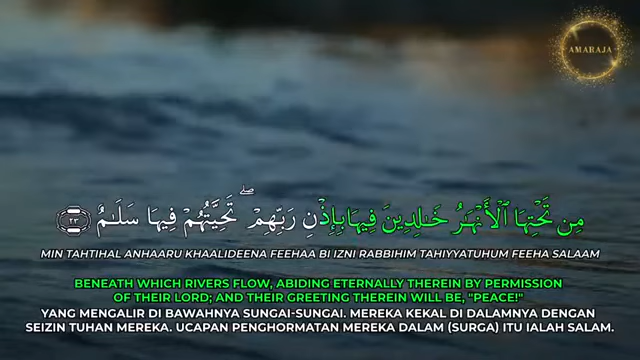 AMARAJA
مِن تَحْتِهَا ٱلْأَنْهَـٰرُ خَـٰلِدِينَ فِيهَا بِإِذْنِ رَبِّهِمْ ۖ تَحِيَّتُهُمْ فِيهَا سَلَـٰمٌ ٢٣
MIN TAHTIHAL ANHAARU KHAALIDEENA FEEHAA BI IZNI RABBIHIM TAHIYYATUHUM FEEHA SALAAM
BENEATH WHICH RIVERS FLOW, ABIDING ETERNALLY THEREIN BY PERMISSION
OF THEIR LORD; AND THEIR GREETING THEREIN WILL BE, "PEACE!"
YANG MENGALIR DI BAWAHNYA SUNGAI-SUNGAI. MEREKA KEKAL DI DALAMNYA DENGAN
SEIZIN TUHAN MEREKA. UCAPAN PENGHORMATAN MEREKA DALAM (SURGA) ITU IALAH SALAM.